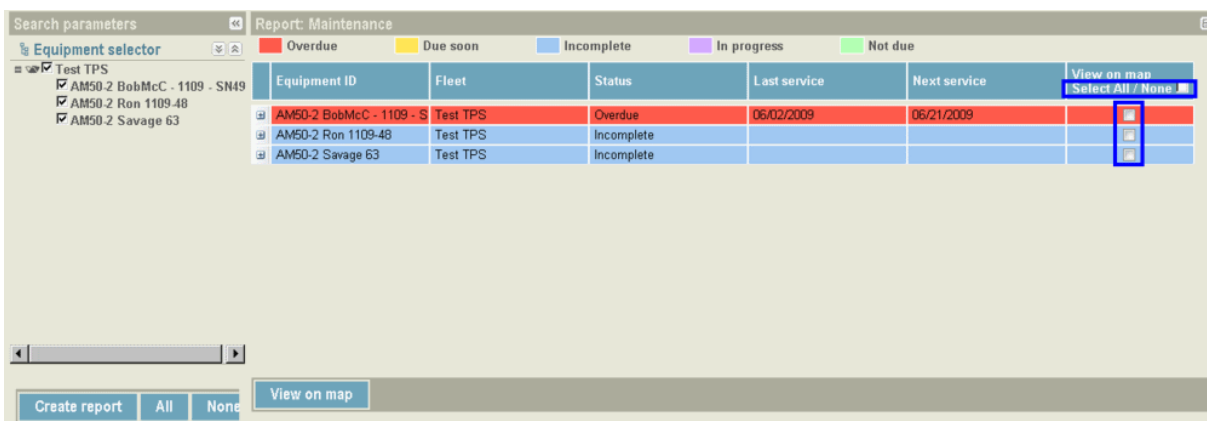 Search parameters
Equipment selector
Test TPS
AM50-2 BobMcC - 1109 - SN49
AM50-2 Ron 1109-48
AM50-2 Savage 63
Create report All None
Report: Maintenance
Overdue Due soon Incomplete In progress Not due
Equipment ID Fleet Status Last service Next service View on map
Select All / None
AM50-2 BobMcC - 1109 - S Test TPS Overdue 06/02/2009 06/21/2009
AM50-2 Ron 1109-48 Test TPS Incomplete
AM50-2 Savage 63 Test TPS Incomplete
View on map